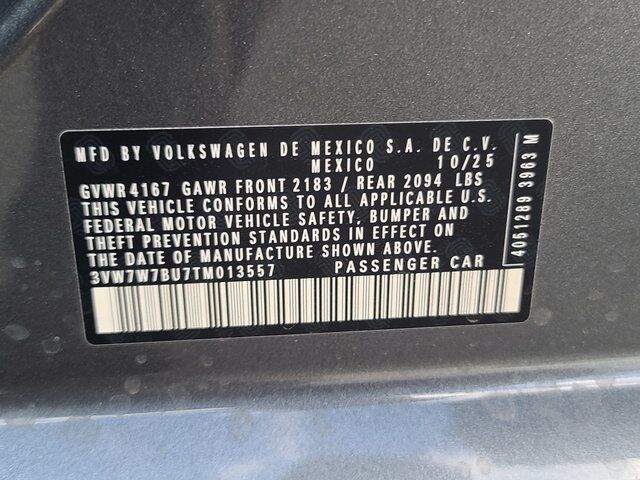 MFD BY VOLKSWAGEN DE MEXICO S.A. DE C.V.
MEXICO 10/25
GVWR 4167 GAWR FRONT 2183 / REAR 2094 LBS
THIS VEHICLE CONFORMS TO ALL APPLICABLE U.S.
FEDERAL MOTOR VEHICLE SAFETY, BUMPER AND
THEFT PREVENTION STANDARDS IN EFFECT ON
THE DATE OF MANUFACTURE SHOWN ABOVE.
3VW7W7BU7TM013557 PASSENGER CAR
4061289 3963 M